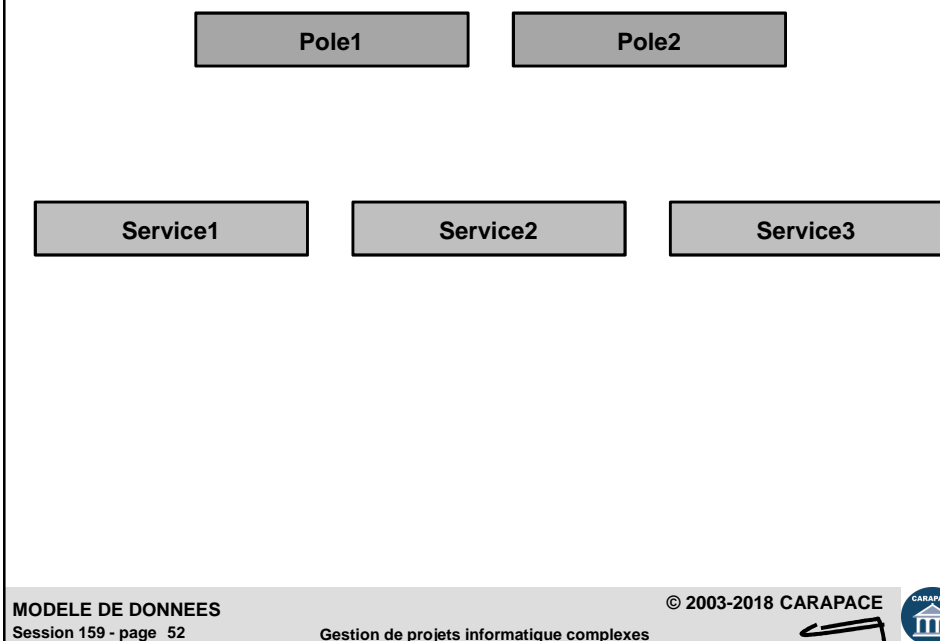 Pole1 Pole2
Service1 Service2 Service3
MODELE DE DONNEES
© 2003-2018 CARAPACE
Session 159 - page 52
Gestion de projets informatique complexes